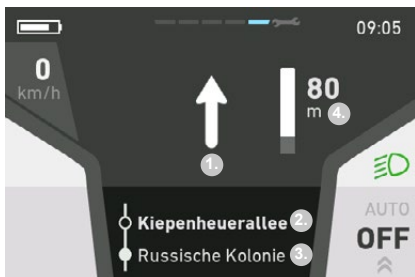 09:05
0
km/h
80
m 4.
1.
Kiepenheuerallee 2.
Russische Kolonie 3.
AUTO
OFF